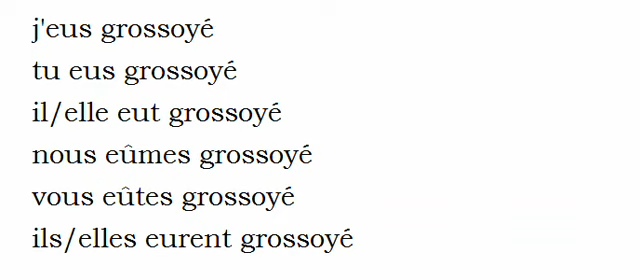 j'eus grossoyé
tu eus grossoyé
il/elle eut grossoyé
nous eûmes grossoyé
vous eûtes grossoyé
ils/elles eurent grossoyé